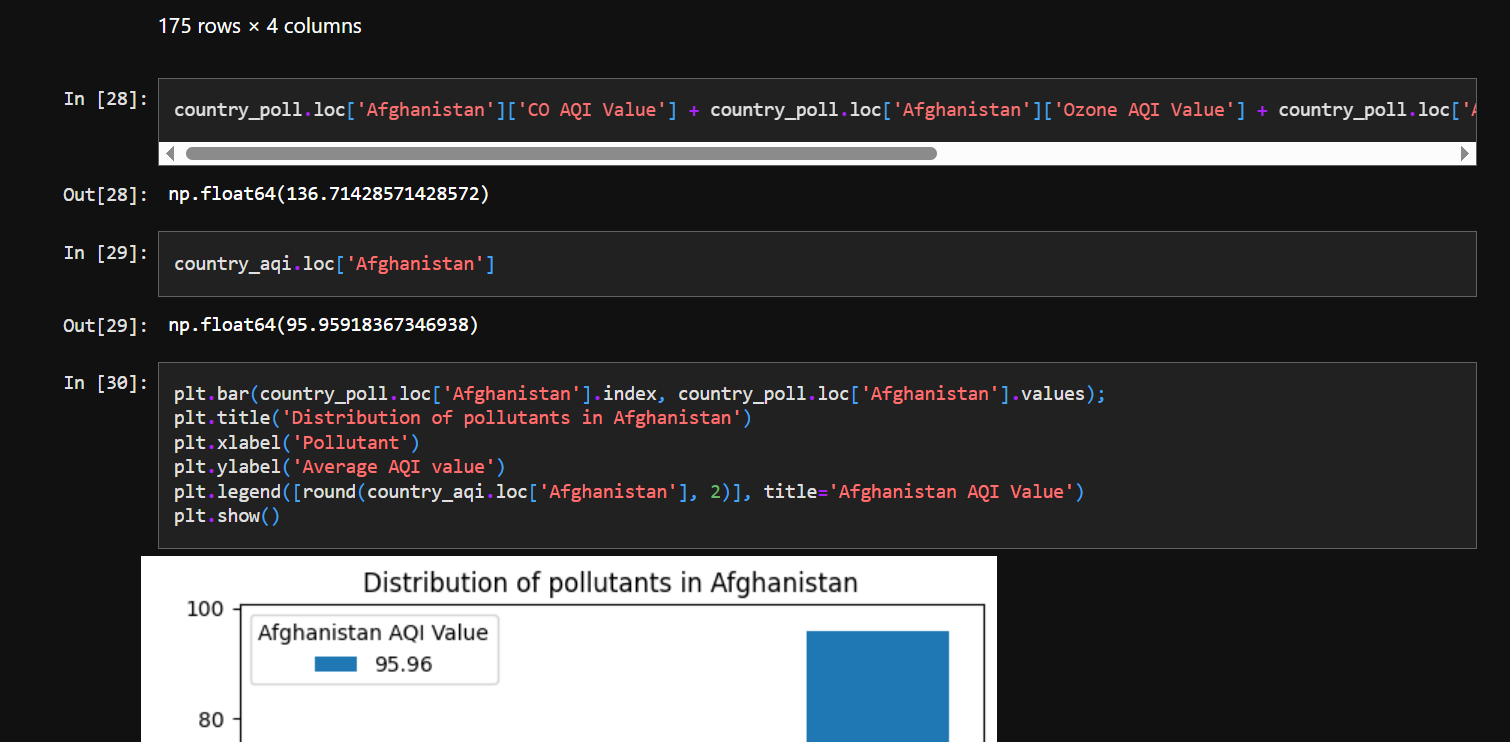 175 rows × 4 columns
In [28]:
country_poll.loc['Afghanistan']['CO AQI Value'] + country_poll.loc['Afghanistan']['Ozone AQI Value'] + country_poll.loc['
Out[28]: np.float64(136.71428571428572)
In [29]:
country_aqi.loc['Afghanistan']
Out[29]: np.float64(95.95918367346938)
In [30]:
plt.bar(country_poll.loc['Afghanistan'].index, country_poll.loc['Afghanistan'].values);
plt.title('Distribution of pollutants in Afghanistan')
plt.xlabel('Pollutant')
plt.ylabel('Average AQI value')
plt.legend([round(country_aqi.loc['Afghanistan'], 2)], title='Afghanistan AQI Value')
plt.show()
Distribution of pollutants in Afghanistan
100
Afghanistan AQI Value
95.96
80